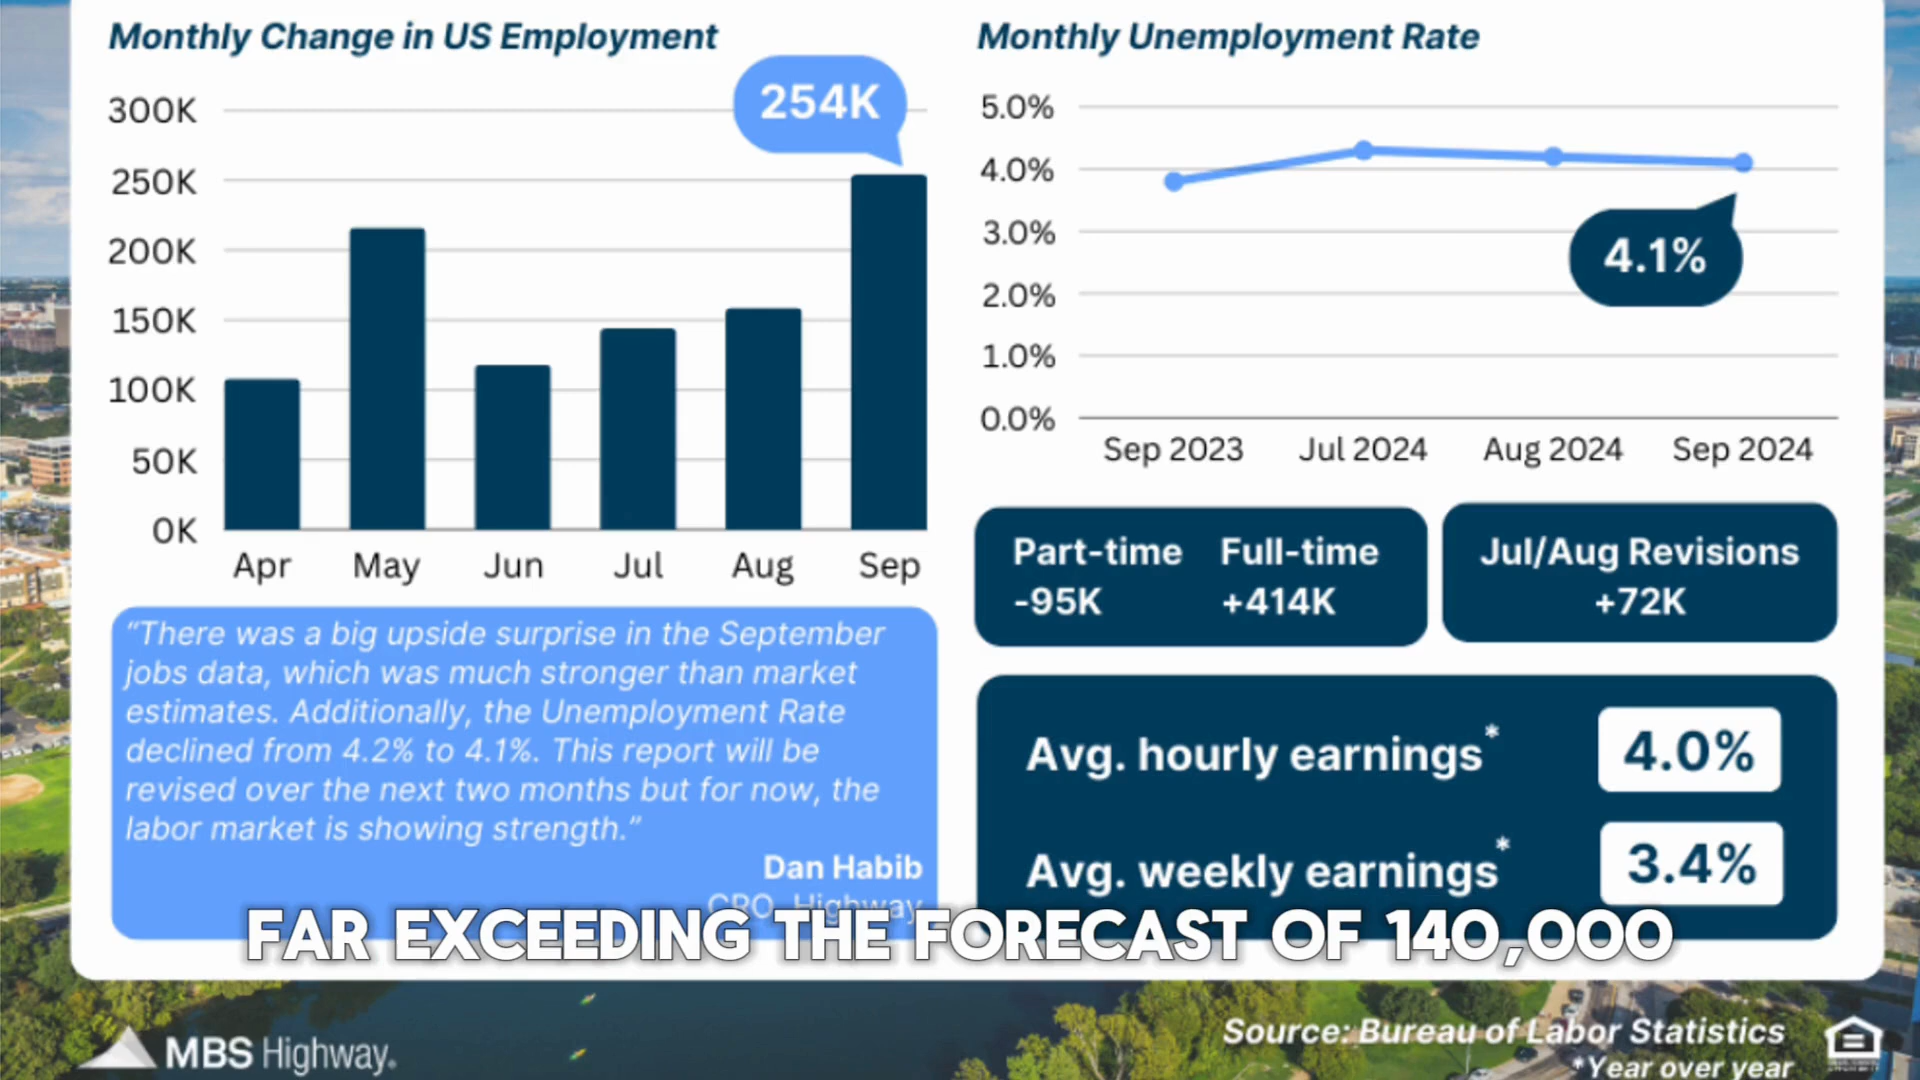 Monthly Change in US Employment
254K
300K
250K
200K
150K
100K
50K
0K
Apr May Jun Jul Aug Sep
"There was a big upside surprise in the September
jobs data, which was much stronger than market
estimates. Additionally, the Unemployment Rate
declined from 4.2% to 4.1%. This report will be
revised over the next two months but for now, the
labor market is showing strength."
Dan Habib
CRO, Highway
Monthly Unemployment Rate
5.0%
4.0%
3.0%
2.0%
1.0%
0.0%
4.1%
Sep 2023 Jul 2024 Aug 2024 Sep 2024
Part-time Full-time
-95K +414K
Jul/Aug Revisions
+72K
Avg. hourly earnings* 4.0%
Avg. weekly earnings* 3.4%
FAR EXCEEDING THE FORECAST OF 140,000
MBS Highway.
Source: Bureau of Labor Statistics
*Year over year